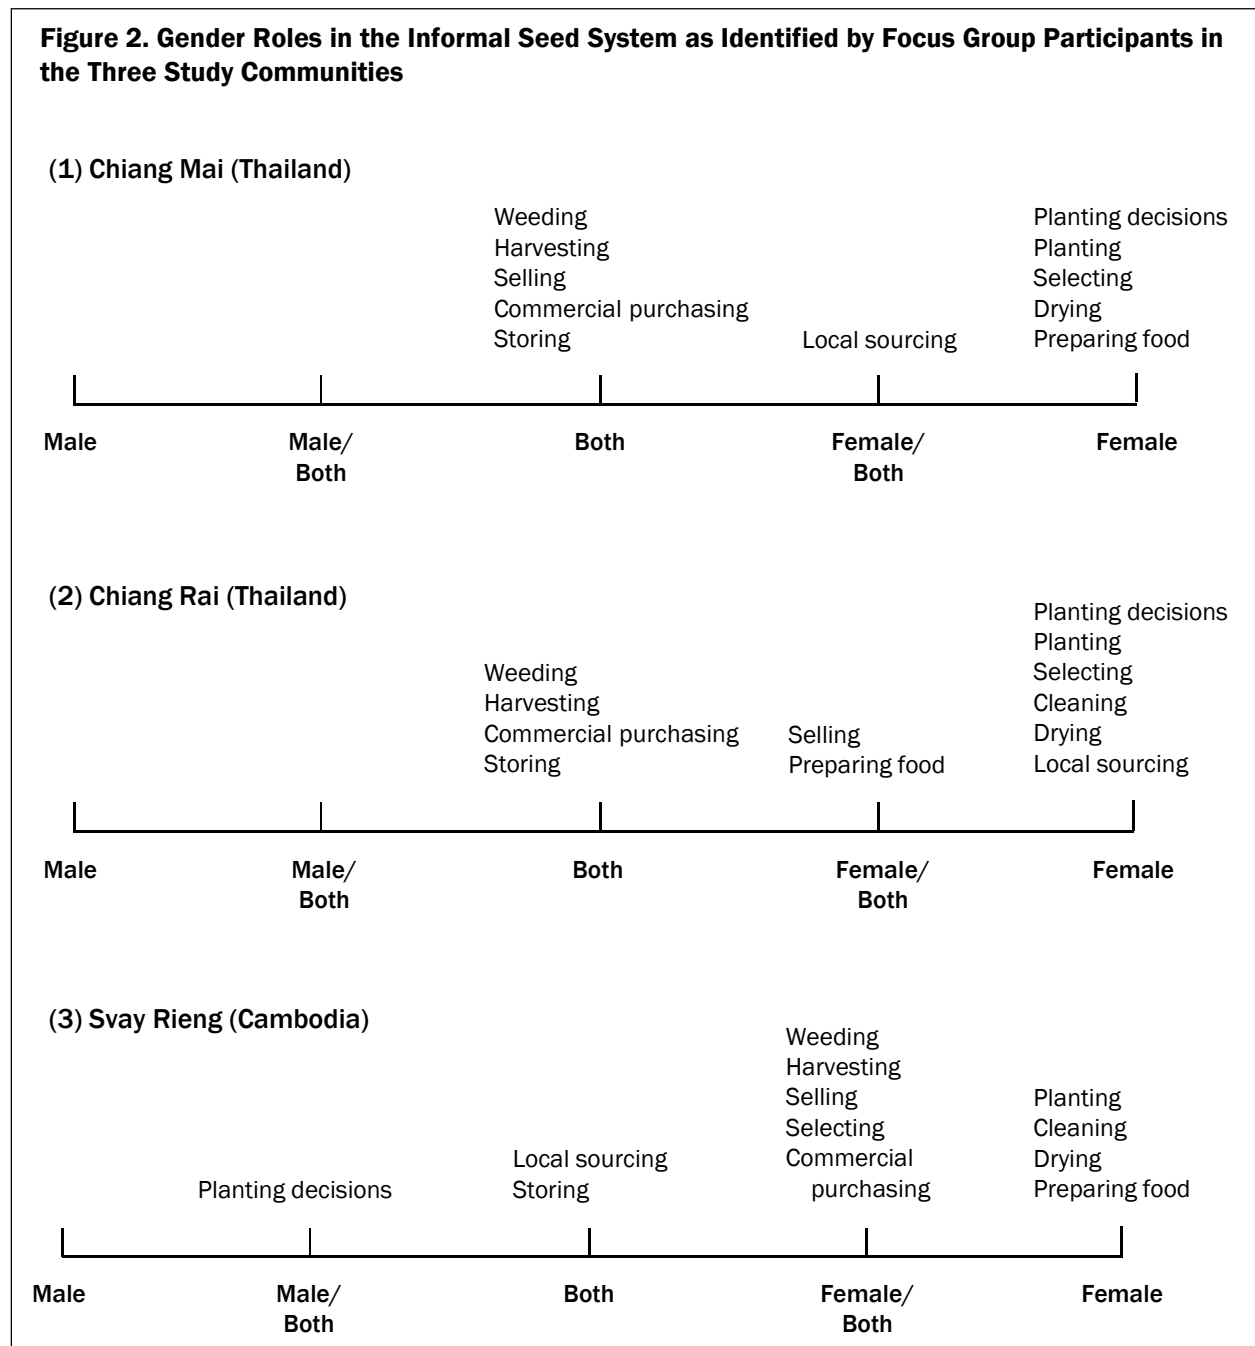 Figure 2. Gender Roles in the Informal Seed System as Identified by Focus Group Participants in
the Three Study Communities
(1) Chiang Mai (Thailand)
Weeding
Harvesting
Selling
Commercial purchasing
Storing
Local sourcing
Planting decisions
Planting
Selecting
Drying
Preparing food
Male
Male/
Both
Both
Female/
Both
Female
(2) Chiang Rai (Thailand)
Weeding
Harvesting
Commercial purchasing
Storing
Selling
Preparing food
Planting decisions
Planting
Selecting
Cleaning
Drying
Local sourcing
Male
Male/
Both
Both
Female/
Both
Female
(3) Svay Rieng (Cambodia)
Planting decisions
Local sourcing
Storing
Weeding
Harvesting
Selling
Selecting
Commercial
purchasing
Planting
Cleaning
Drying
Preparing food
Male
Male/
Both
Both
Female/
Both
Female